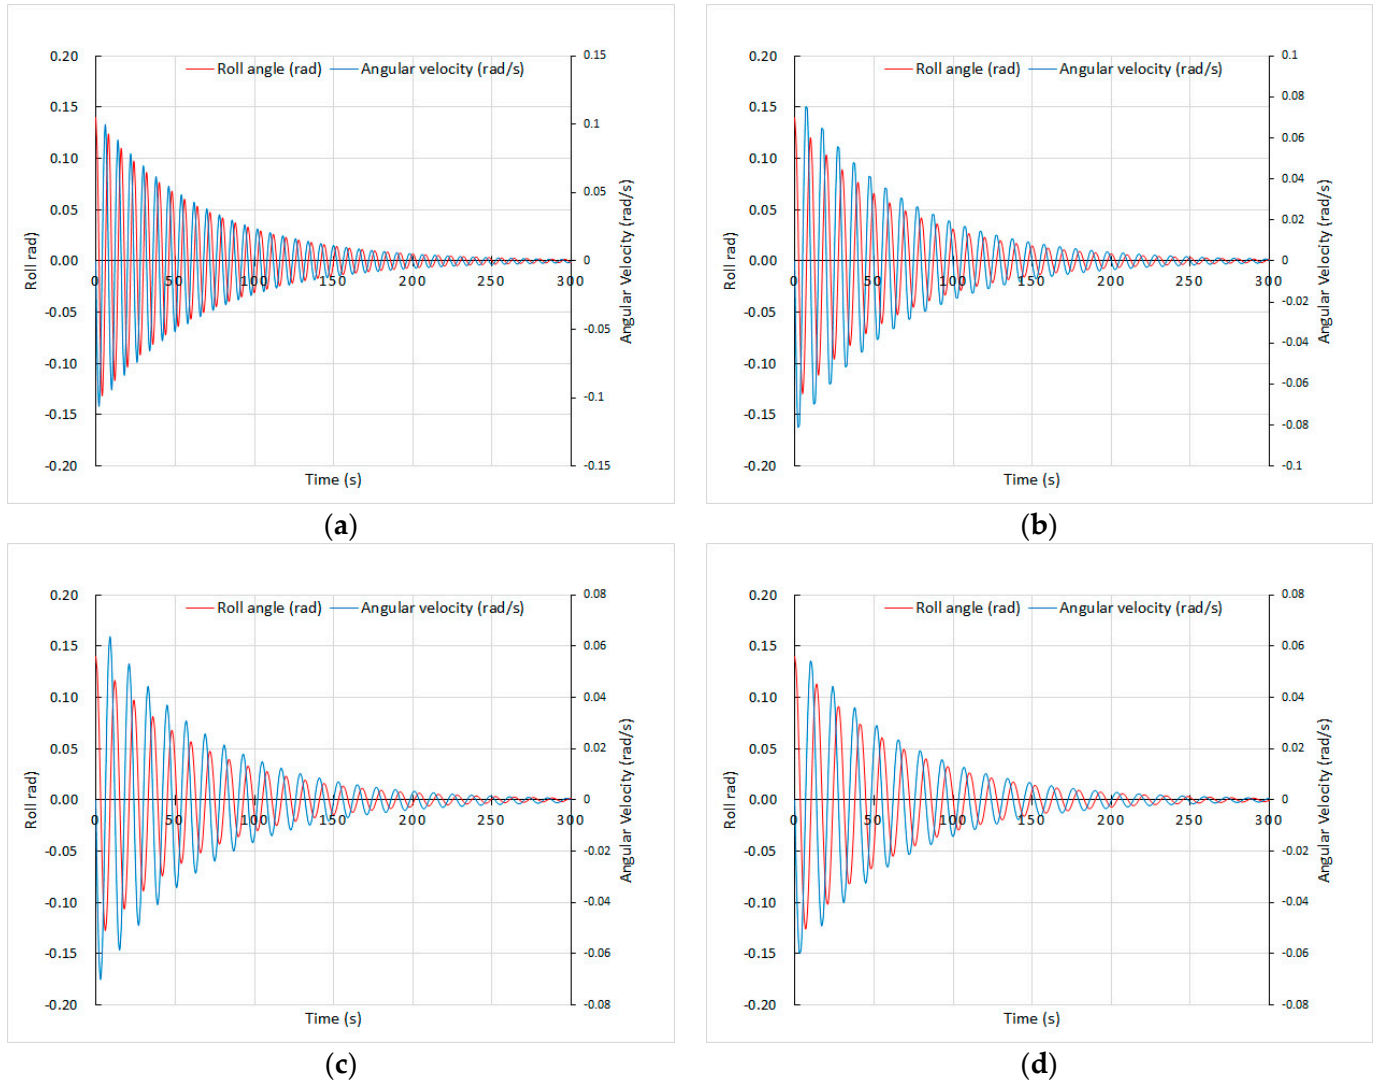 0.20 0.15
Roll angle (rad) Angular velocity (rad/s)
0.15
0.1
0.10
0.05
0.05
0.00 0
0 50 100 150 200 250 300
-0.05
-0.05
-0.10
-0.1
-0.15
-0.20 -0.15
Roll rad)
Angular Velocity (rad/s)
Time (s)
(a)
0.20 0.1
Roll angle (rad) Angular velocity (rad/s)
0.08
0.15
0.06
0.10
0.04
0.05
0.02
0.00 0
0 50 100 150 200 250 300
-0.02
-0.05
-0.04
-0.10
-0.06
-0.15
-0.08
-0.20 -0.1
Roll rad)
Angular Velocity (rad/s)
Time (s)
(b)
0.20 0.08
Roll angle (rad) Angular velocity (rad/s)
0.15 0.06
0.10 0.04
0.05 0.02
0.00 0
0 50 100 150 200 250 300
-0.05 -0.02
-0.10 -0.04
-0.15 -0.06
-0.20 -0.08
Roll rad)
Angular Velocity (rad/s)
Time (s)
(c)
0.20 0.08
Roll angle (rad) Angular velocity (rad/s)
0.15 0.06
0.10 0.04
0.05 0.02
0.00 0
0 50 100 150 200 250 300
-0.05 -0.02
-0.10 -0.04
-0.15 -0.06
-0.20 -0.08
Roll rad)
Angular Velocity (rad/s)
Time (s)
(d)